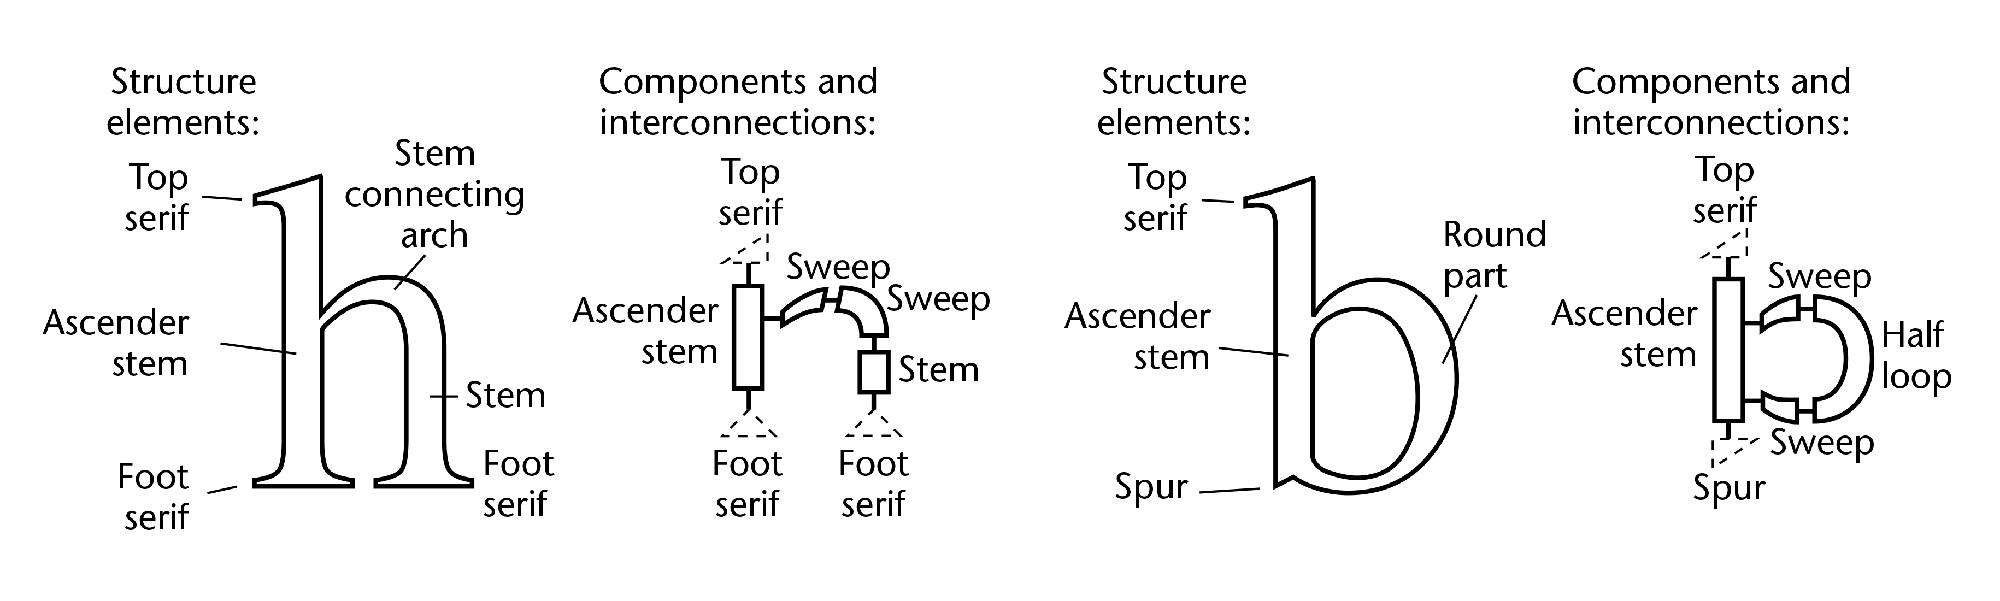 Structure
elements:
Top
serif
Stem
connecting
arch
Ascender
stem
Stem
Foot
serif
Foot
serif
Components and
interconnections:
Top
serif
Sweep
Sweep
Ascender
stem
Stem
Foot
serif
Foot
serif
Structure
elements:
Top
serif
Round
part
Ascender
stem
Spur
Components and
interconnections:
Top
serif
Sweep
Ascender
stem
Half
loop
Sweep
Spur